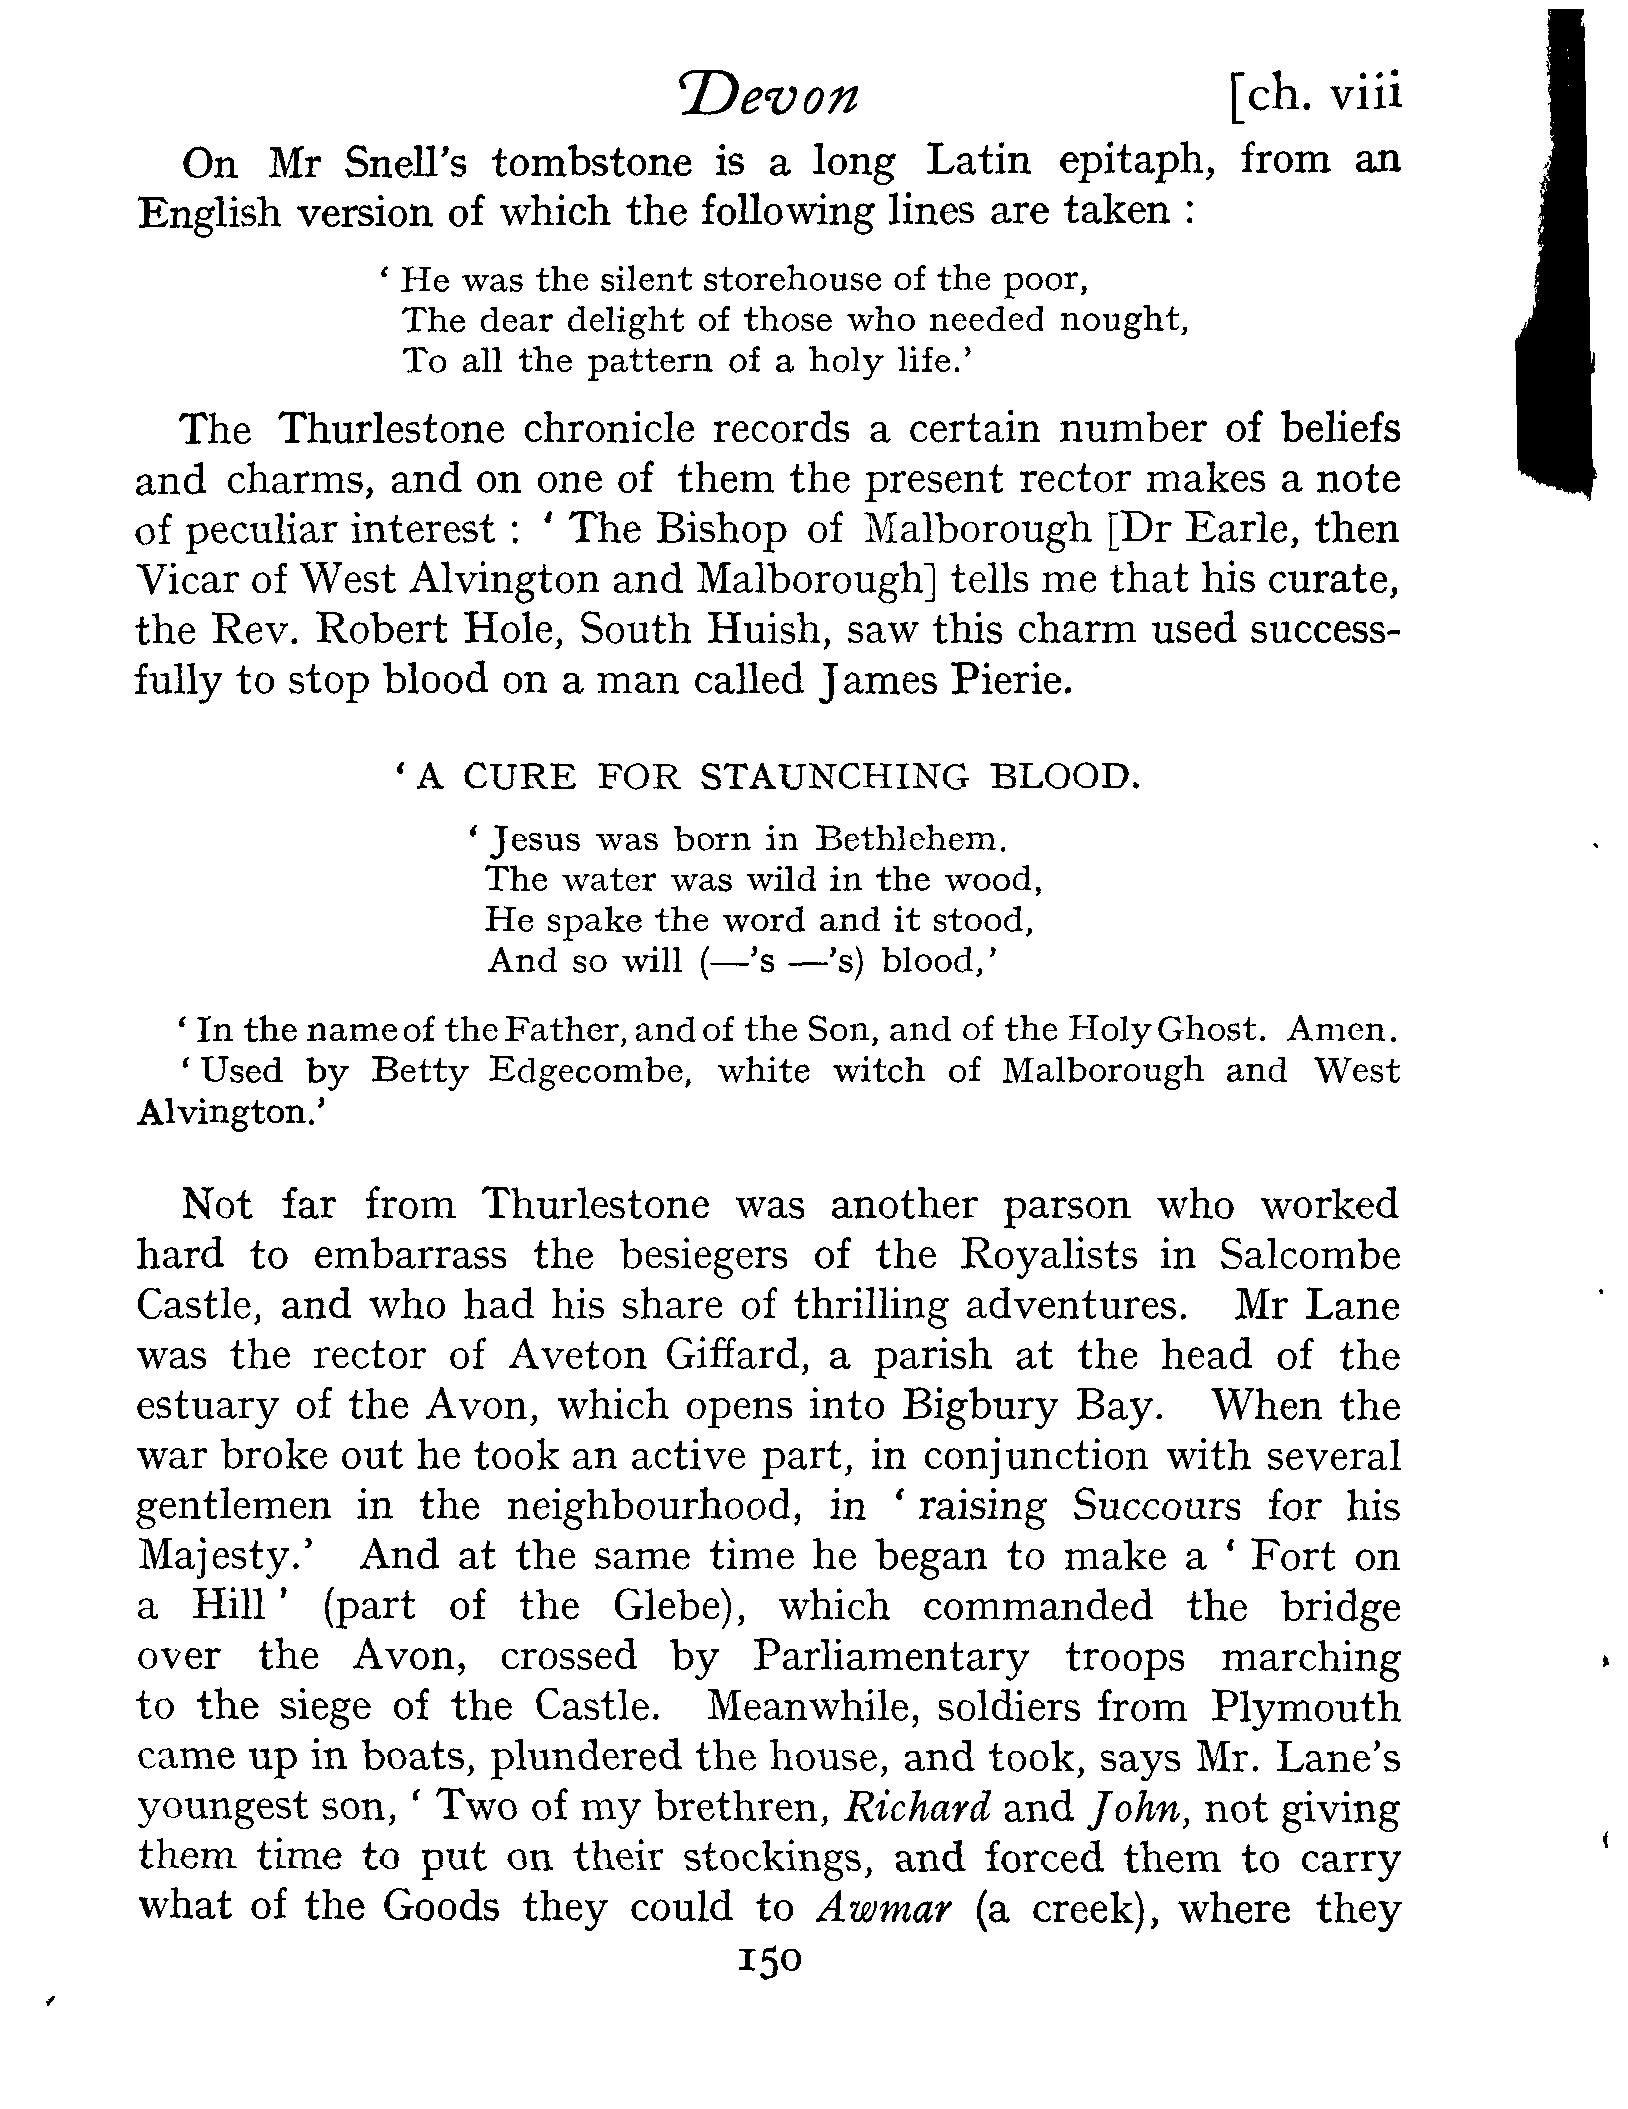 Devon [ch. viii
On Mr Snell's tombstone is a long Latin epitaph, from an
English version of which the following lines are taken :
‘ He was the silent storehouse of the poor,
The dear delight of those who needed nought,
To all the pattern of a holy life.’
The Thurlestone chronicle records a certain number of beliefs
and charms, and on one of them the present rector makes a note
of peculiar interest : ‘ The Bishop of Malborough [Dr Earle, then
Vicar of West Alvington and Malborough] tells me that his curate,
the Rev. Robert Hole, South Huish, saw this charm used success-
fully to stop blood on a man called James Pierie.
‘ A CURE FOR STAUNCHING BLOOD.
‘ Jesus was born in Bethlehem.
The water was wild in the wood,
He spake the word and it stood,
And so will (—’s —’s) blood,’
‘ In the name of the Father, and of the Son, and of the Holy Ghost. Amen.
‘ Used by Betty Edgecombe, white witch of Malborough and West
Alvington.’
Not far from Thurlestone was another parson who worked
hard to embarrass the besiegers of the Royalists in Salcombe
Castle, and who had his share of thrilling adventures. Mr Lane
was the rector of Aveton Giffard, a parish at the head of the
estuary of the Avon, which opens into Bigbury Bay. When the
war broke out he took an active part, in conjunction with several
gentlemen in the neighbourhood, in ‘ raising Succours for his
Majesty.’ And at the same time he began to make a ‘ Fort on
a Hill ’ (part of the Glebe), which commanded the bridge
over the Avon, crossed by Parliamentary troops marching
to the siege of the Castle. Meanwhile, soldiers from Plymouth
came up in boats, plundered the house, and took, says Mr. Lane’s
youngest son, ‘ Two of my brethren, Richard and John, not giving
them time to put on their stockings, and forced them to carry
what of the Goods they could to Awmar (a creek), where they
150